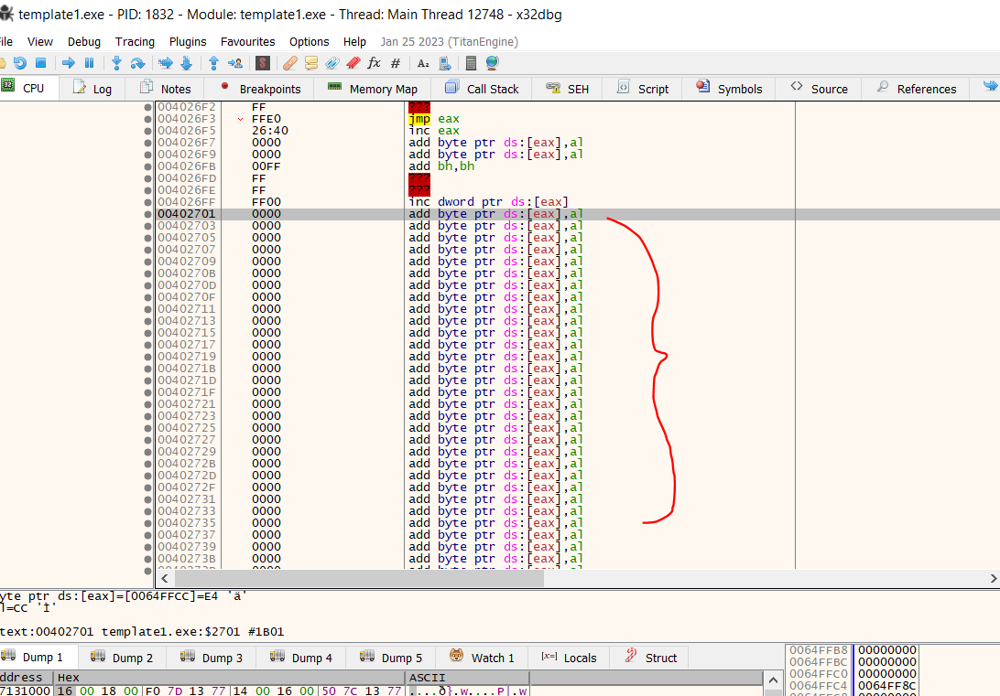 template1.exe - PID: 1832 - Module: template1.exe - Thread: Main Thread 12748 - x32dbg
ile View Debug Tracing Plugins Favourites Options Help Jan 25 2023 (TitanEngine)
CPU Log Notes Breakpoints Memory Map Call Stack SEH Script Symbols Source References
004026F2 FF ???
004026F3 FFE0 jmp eax
004026F5 26:40 inc eax
004026F7 0000 add byte ptr ds:[eax],al
004026F9 0000 add byte ptr ds:[eax],al
004026FB 00FF add bh,bh
004026FD FF ???
004026FE FF ???
004026FF FF00 inc dword ptr ds:[eax]
00402701 0000 add byte ptr ds:[eax],al
00402703 0000 add byte ptr ds:[eax],al
00402705 0000 add byte ptr ds:[eax],al
00402707 0000 add byte ptr ds:[eax],al
00402709 0000 add byte ptr ds:[eax],al
0040270B 0000 add byte ptr ds:[eax],al
0040270D 0000 add byte ptr ds:[eax],al
0040270F 0000 add byte ptr ds:[eax],al
00402711 0000 add byte ptr ds:[eax],al
00402713 0000 add byte ptr ds:[eax],al
00402715 0000 add byte ptr ds:[eax],al
00402717 0000 add byte ptr ds:[eax],al
00402719 0000 add byte ptr ds:[eax],al
0040271B 0000 add byte ptr ds:[eax],al
0040271D 0000 add byte ptr ds:[eax],al
0040271F 0000 add byte ptr ds:[eax],al
00402721 0000 add byte ptr ds:[eax],al
00402723 0000 add byte ptr ds:[eax],al
00402725 0000 add byte ptr ds:[eax],al
00402727 0000 add byte ptr ds:[eax],al
00402729 0000 add byte ptr ds:[eax],al
0040272B 0000 add byte ptr ds:[eax],al
0040272D 0000 add byte ptr ds:[eax],al
0040272F 0000 add byte ptr ds:[eax],al
00402731 0000 add byte ptr ds:[eax],al
00402733 0000 add byte ptr ds:[eax],al
00402735 0000 add byte ptr ds:[eax],al
00402737 0000 add byte ptr ds:[eax],al
00402739 0000 add byte ptr ds:[eax],al
0040273B 0000 add byte ptr ds:[eax],al
yte ptr ds:[eax]=[0064FFCC]=E4 'ä'
l=CC 'Ì'
text:00402701 template1.exe:$2701 #1B01
Dump 1 Dump 2 Dump 3 Dump 4 Dump 5 Watch 1 Locals Struct
ddress Hex ASCII
7131000 16 00 18 00 F0 7D 13 77 14 00 16 00 50 7C 13 77 ....ð}.w....P|.w
0064FFB8 00000000
0064FFBC 00000000
0064FFC0 00000000
0064FFC4 0064FF8C